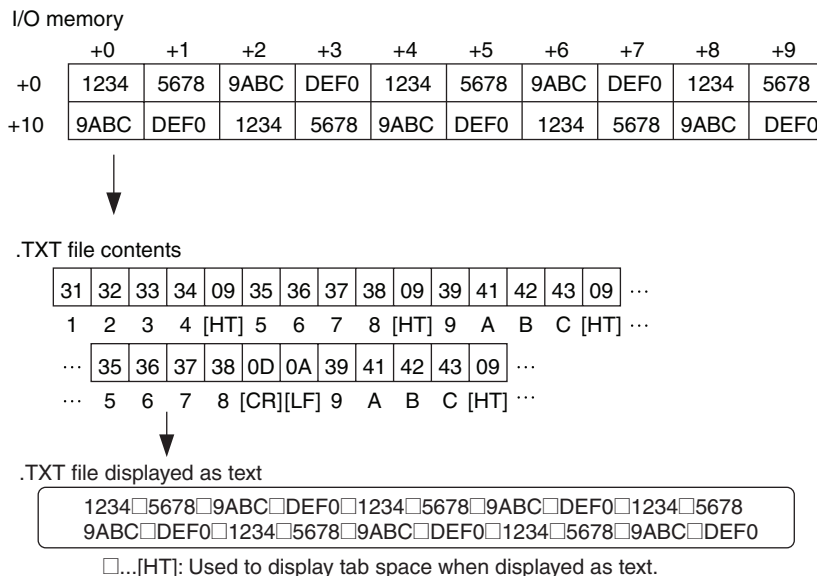 I/O memory
+0 +1 +2 +3 +4 +5 +6 +7 +8 +9
+0 1234 5678 9ABC DEF0 1234 5678 9ABC DEF0 1234 5678
+10 9ABC DEF0 1234 5678 9ABC DEF0 1234 5678 9ABC DEF0
.TXT file contents
31 32 33 34 09 35 36 37 38 09 39 41 42 43 09 ···
1 2 3 4 [HT] 5 6 7 8 [HT] 9 A B C [HT] ···
··· 35 36 37 38 0D 0A 39 41 42 43 09 ···
··· 5 6 7 8 [CR][LF] 9 A B C [HT] ···
.TXT file displayed as text
1234□5678□9ABC□DEF0□1234□5678□9ABC□DEF0□1234□5678
9ABC□DEF0□1234□5678□9ABC□DEF0□1234□5678□9ABC□DEF0
□...[HT]: Used to display tab space when displayed as text.